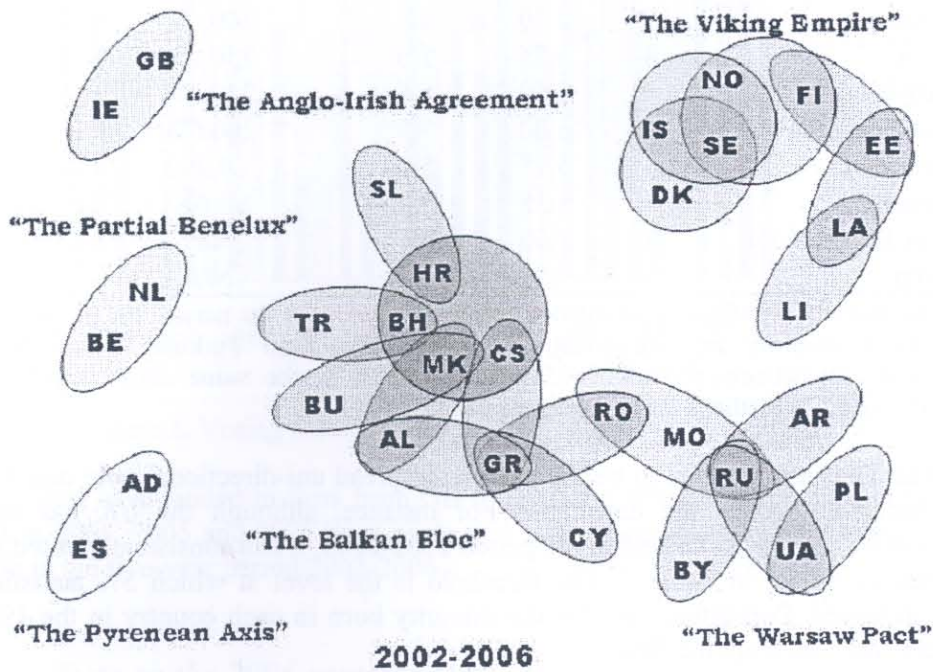 "The Viking Empire"
GB
IE
"The Anglo-Irish Agreement"
NO
FI
IS
SE
EE
DK
SL
LA
"The Partial Benelux"
HR
NL
LI
TR
BH
BE
MK
CS
BU
RO
AR
AL
MO
GR
RU
AD
PL
ES
"The Balkan Bloc"
CY
UA
BY
"The Pyrenean Axis"
"The Warsaw Pact"
2002-2006